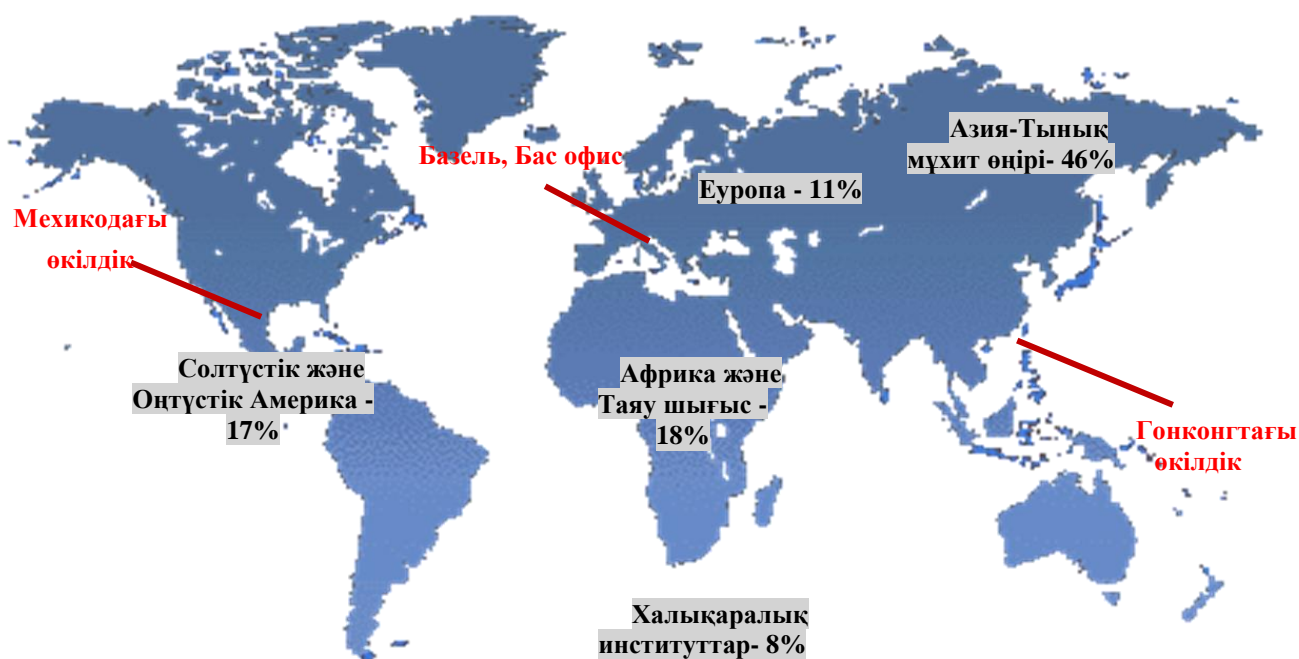 Азия-Тынық
мұхит өңірі- 46%
Базель, Бас офис
Еуропа - 11%
Мехикодағы
өкілдік
Солтүстік және
Оңтүстік Америка -
17%
Африка және
Таяу шығыс -
18%
Гонконгтағы
өкілдік
Халықаралық
институттар- 8%